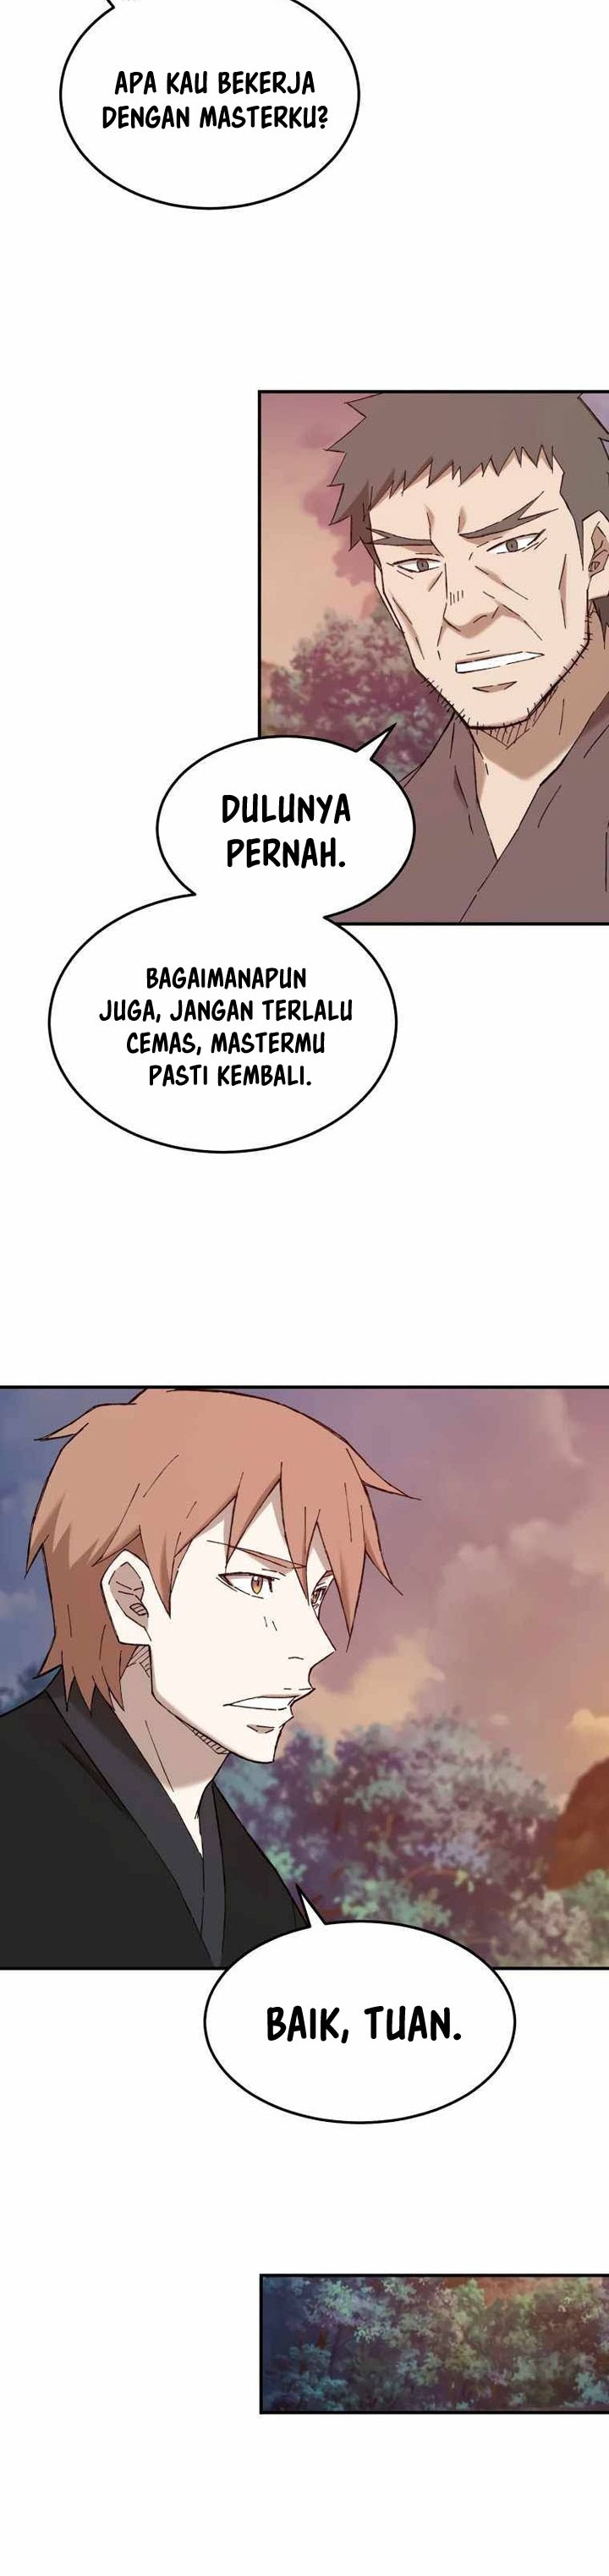 APA KAU BEKERJA
DENGAN MASTERKU?
DULUNYA
PERNAH.
BAGAIMANAPUN
JUGA, JANGAN TERLALU
CEMAS, MASTERMU
PASTI KEMBALI.
BAIK, TUAN.